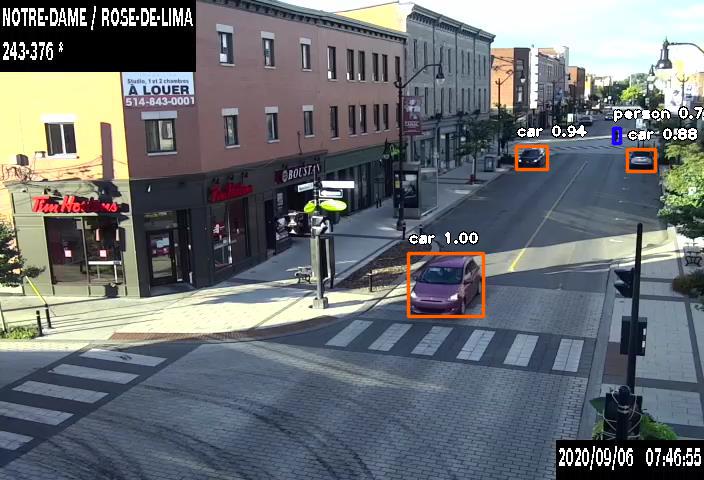 NOTRE-DAME / ROSE-DE-LIMA
243-376 *
Studio, 1 et 2 chambres
À LOUER
514-843-0001
person 0.7
car 0.94
car 0.88
Tim Hortons
Tim Hortons
BOUSTAN
car 1.00
2020/09/06 07:46:55